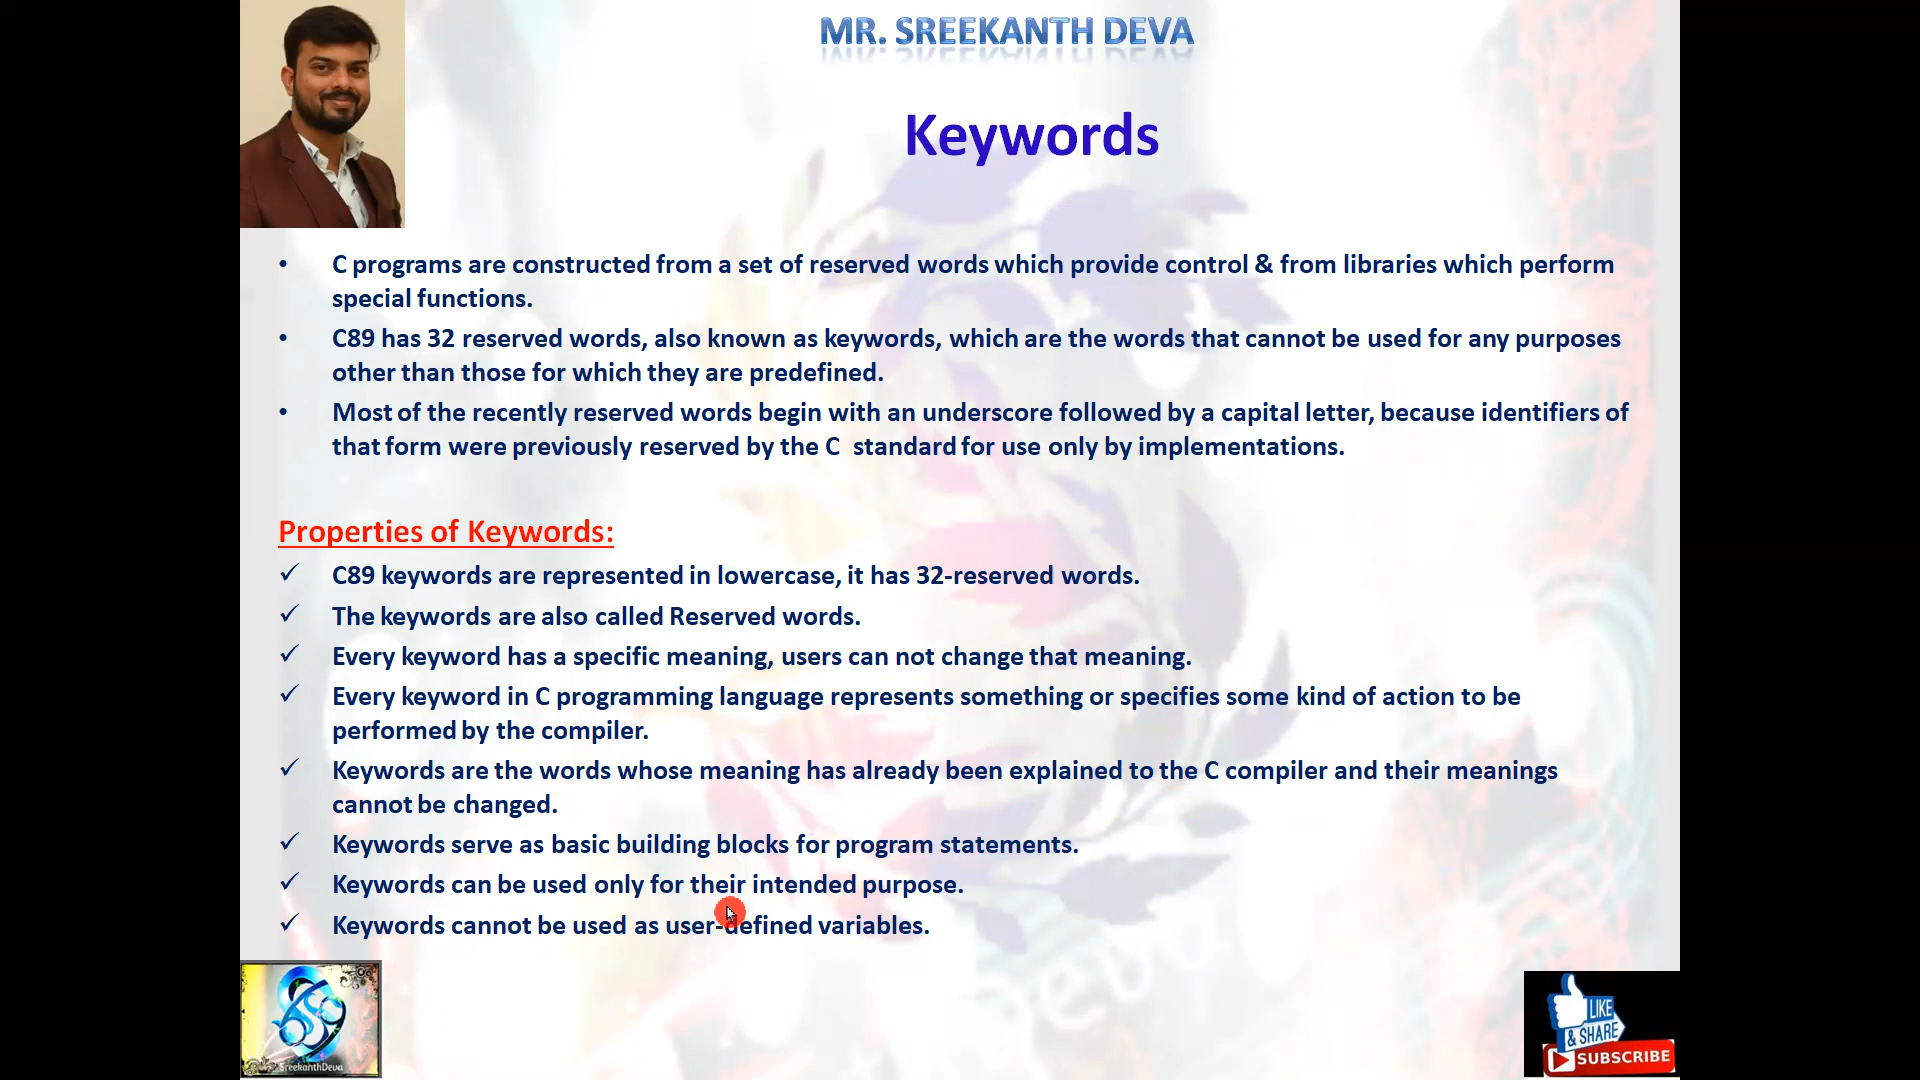 MR. SREEKANTH DEVA
Keywords
• C programs are constructed from a set of reserved words which provide control & from libraries which perform
special functions.
• C89 has 32 reserved words, also known as keywords, which are the words that cannot be used for any purposes
other than those for which they are predefined.
• Most of the recently reserved words begin with an underscore followed by a capital letter, because identifiers of
that form were previously reserved by the C standard for use only by implementations.
Properties of Keywords:
✓ C89 keywords are represented in lowercase, it has 32-reserved words.
✓ The keywords are also called Reserved words.
✓ Every keyword has a specific meaning, users can not change that meaning.
✓ Every keyword in C programming language represents something or specifies some kind of action to be
performed by the compiler.
✓ Keywords are the words whose meaning has already been explained to the C compiler and their meanings
cannot be changed.
✓ Keywords serve as basic building blocks for program statements.
✓ Keywords can be used only for their intended purpose.
✓ Keywords cannot be used as user-defined variables.
SreekanthDeva
LIKE
& SHARE
SUBSCRIBE